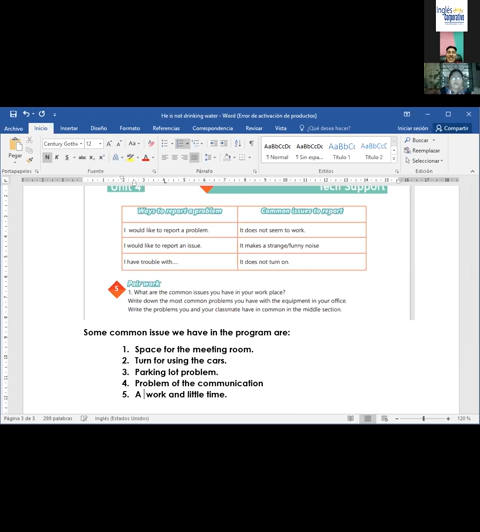 Inglés
Corporativo
He is not drinking water - Word (Error de activación de productos)
Archivo Inicio Insertar Diseño Formato Referencias Correspondencia Revisar Vista ¿Qué desea hacer? Iniciar sesión Compartir
Pegar
Century Gothic 12
N K S abc
AaBbCcDc AaBbCcDc AaBbCc AaBbCcC
¶ Normal ¶ Sin espa... Título 1 Título 2
Buscar
Reemplazar
Seleccionar
Portapapeles Fuente Párrafo Estilos Edición
Unit 4 Tech Support
Ways to report a problem Common issues to report
I would like to report a problem. It does not seem to work.
I would like to report an issue. It makes a strange/funny noise
I have trouble with.... It does not turn on.
5 Pair work
1. What are the common issues you have in your work place?
Write down the most common problems you have with the equipment in your office.
Write the problems you and your classmate have in common in the middle section.
Some common issue we have in the program are:
1. Space for the meeting room.
2. Turn for using the cars.
3. Parking lot problem.
4. Problem of the communication
5. A work and little time.
Página 3 de 3 288 palabras Inglés (Estados Unidos) 120 %